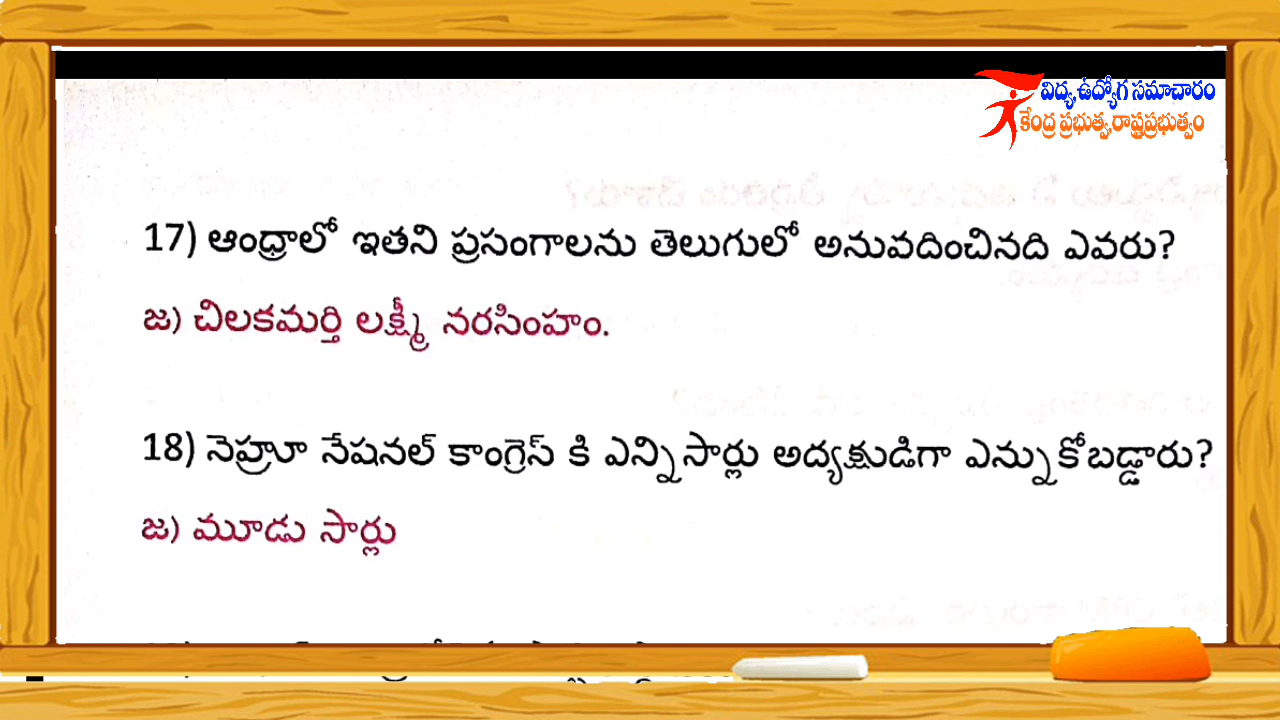 విద్య,ఉద్యోగ సమాచారం
కేంద్ర ప్రభుత్వ,రాష్ట్రప్రభుత్వం
17) ఆంధ్రాలో ఇతని ప్రసంగాలను తెలుగులో అనువదించినది ఎవరు?
జ) చిలకమర్తి లక్ష్మీ నరసింహం.
18) నెహ్రూ నేషనల్ కాంగ్రెస్ కి ఎన్నిసార్లు అధ్యక్షుడిగా ఎన్నుకోబడ్డారు?
జ) మూడు సార్లు